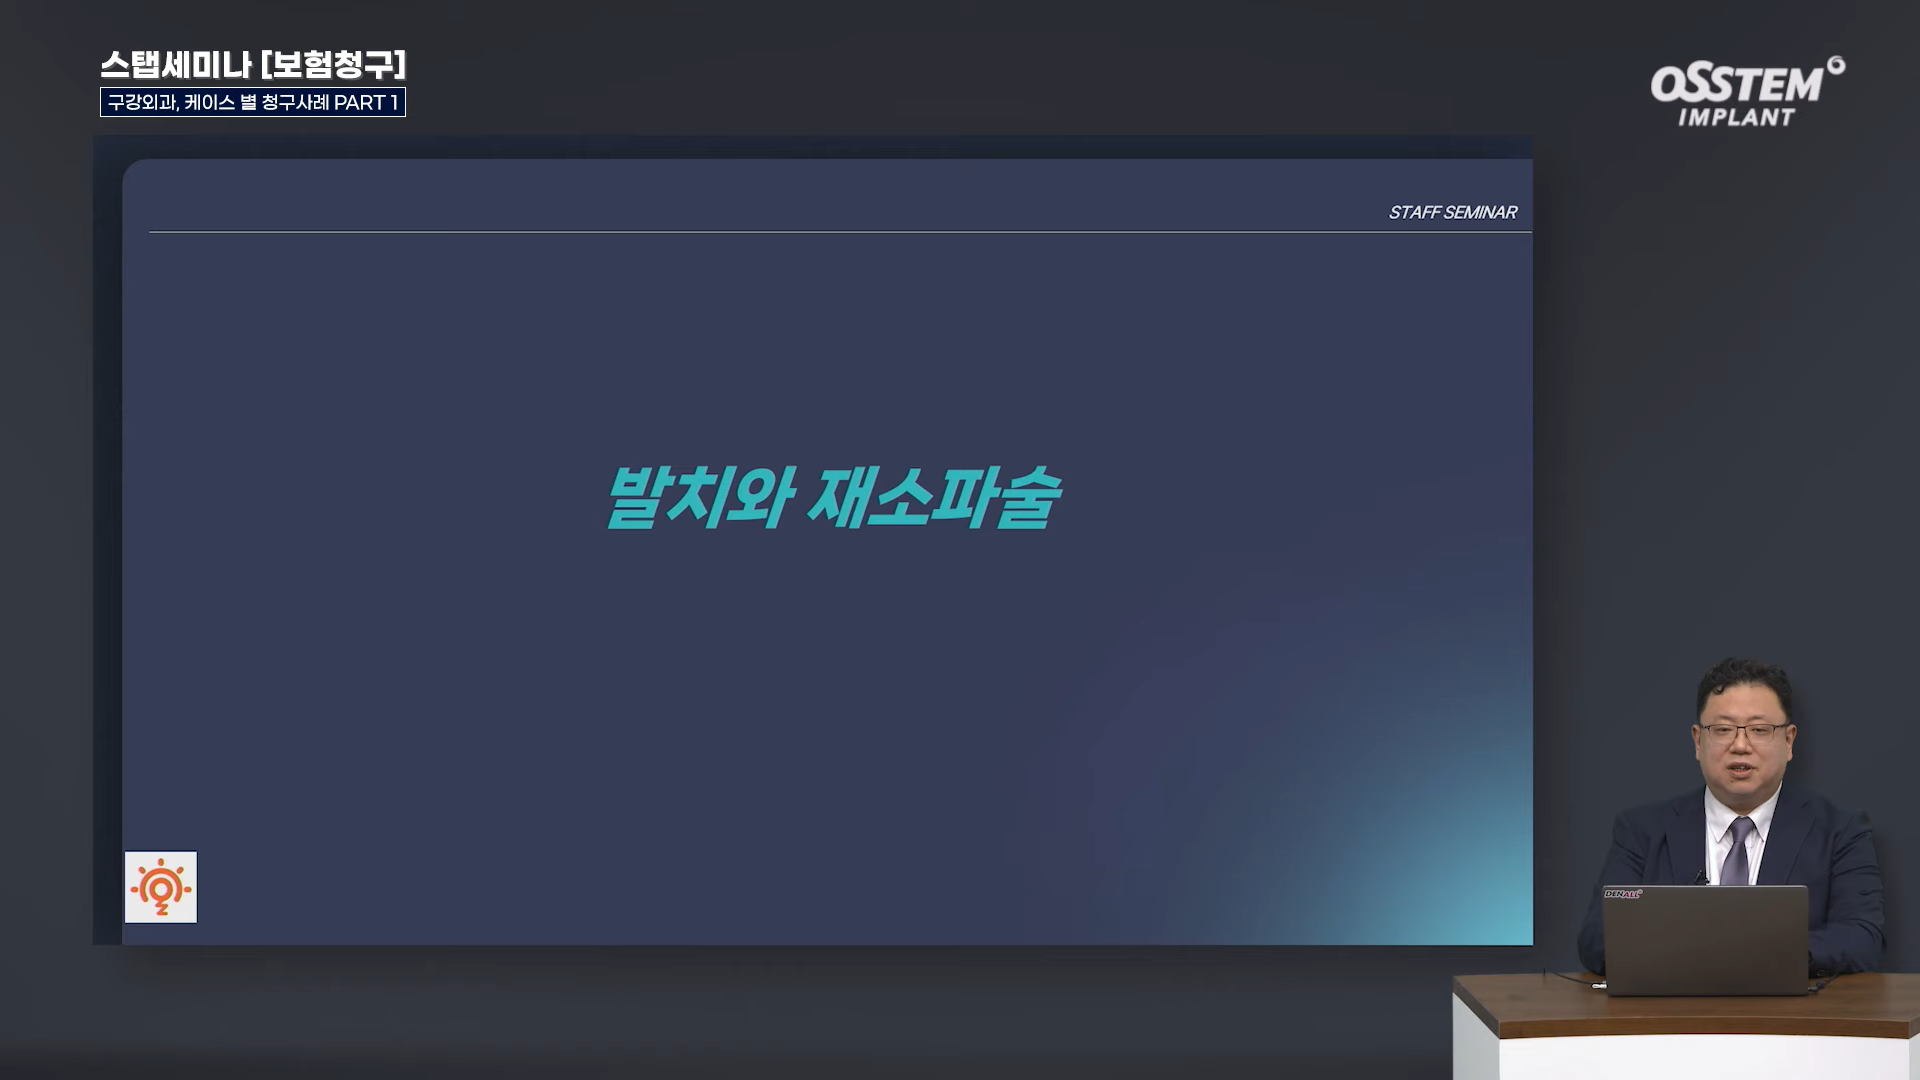 스탭세미나 [보험청구]
구강외과, 케이스 별 청구사례 PART 1
OSSTEM
IMPLANT
STAFF SEMINAR
발치와 재소파술
DENALL